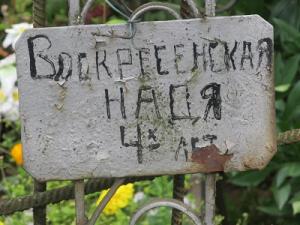 Воскресенская
Надя
4х лет